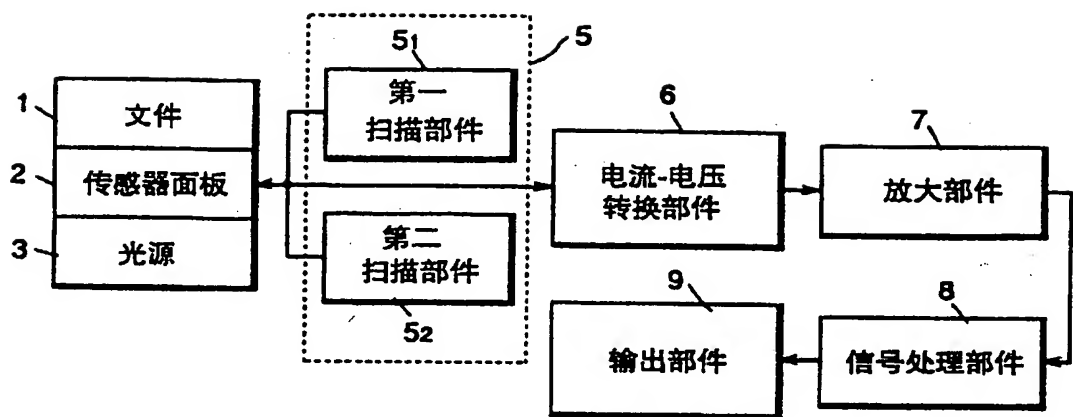 1
文件
2
传感器面板
3
光源
5
51
第一
扫描部件
第二
扫描部件
52
6
电流-电压
转换部件
7
放大部件
8
信号处理部件
9
输出部件